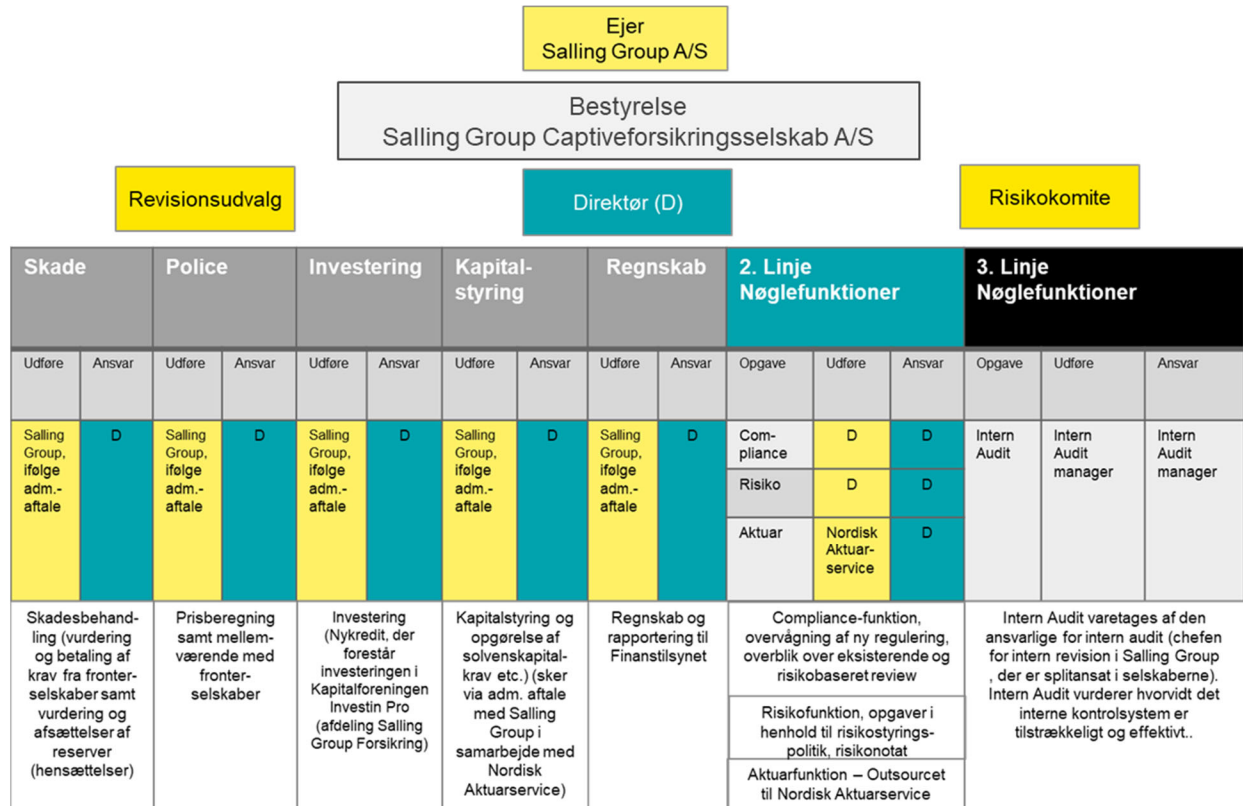 Ejer
Salling Group A/S
Bestyrelse
Salling Group Captiveforsikringsselskab A/S
Revisionsudvalg
Direktør (D)
Risikokomite
Skade
Police
Investering
Kapital-
styring
Regnskab
2. Linje
Nøglefunktioner
3. Linje
Nøglefunktioner
Udføre
Ansvar
Udføre
Ansvar
Udføre
Ansvar
Udføre
Ansvar
Udføre
Ansvar
Opgave
Udføre
Ansvar
Opgave
Udføre
Ansvar
Salling
Group,
ifølge
adm.-
aftale
D
Salling
Group,
ifølge
adm.-
aftale
D
Salling
Group,
ifølge
adm.-
aftale
D
Salling
Group,
ifølge
adm.-
aftale
D
Salling
Group,
ifølge
adm.-
aftale
D
Com-
pliance
D
D
Risiko
D
D
Aktuar
Nordisk
Aktuar-
service
D
Intern
Audit
Intern
Audit
manager
Intern
Audit
manager
Skadesbehand-
ling (vurdering
og betaling af
krav fra fronter-
selskaber samt
vurdering og
afsættelser af
reserver
(hensættelser)
Prisberegning
samt mellem-
værende med
fronter-
selskaber
Investering
(Nykredit, der
forestår
investeringen i
Kapitalforeningen
Investin Pro
(afdeling Salling
Group Forsikring)
Kapitalstyring og
opgørelse af
solvenskapital-
krav etc.) (sker
via adm. aftale
med Salling
Group i
samarbejde med
Nordisk
Aktuarservice)
Regnskab og
rapportering til
Finanstilsynet
Compliance-funktion,
overvågning af ny regulering,
overblik over eksisterende og
risikobaseret review
Risikofunktion, opgaver i
henhold til risikostyrings-
politik, risikonotat
Aktuarfunktion – Outsourcet
til Nordisk Aktuarservice
Intern Audit varetages af den
ansvarlige for intern audit (chefen
for intern revision i Salling Group
, der er splitansat i selskaberne).
Intern Audit vurderer hvorvidt det
interne kontrolsystem er
tilstrækkeligt og effektivt..